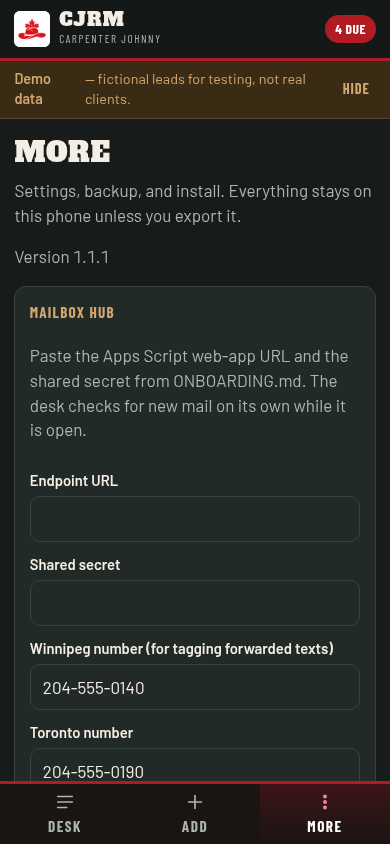 CJRM
CARPENTER JOHNNY
4 DUE
Demo data
— fictional leads for testing, not real clients.
HIDE
MORE
Settings, backup, and install. Everything stays on
this phone unless you export it.
Version 1.1.1
MAILBOX HUB
Paste the Apps Script web-app URL and the
shared secret from ONBOARDING.md. The
desk checks for new mail on its own while it
is open.
Endpoint URL
Shared secret
Winnipeg number (for tagging forwarded texts)
204-555-0140
Toronto number
204-555-0190
DESK
ADD
MORE